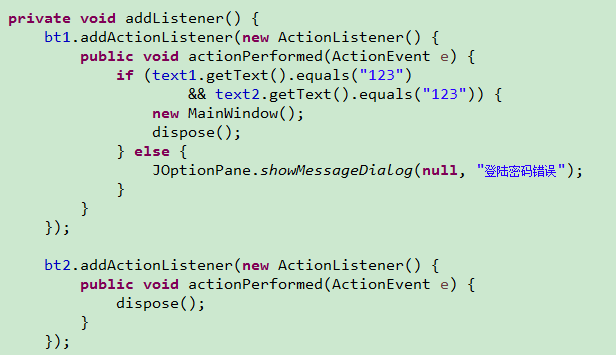 private void addListener() {
bt1.addActionListener(new ActionListener() {
public void actionPerformed(ActionEvent e) {
if (text1.getText().equals("123")
&& text2.getText().equals("123")) {
new MainWindow();
dispose();
} else {
JOptionPane.showMessageDialog(null, "登陆密码错误");
}
}
});
bt2.addActionListener(new ActionListener() {
public void actionPerformed(ActionEvent e) {
dispose();
}
});